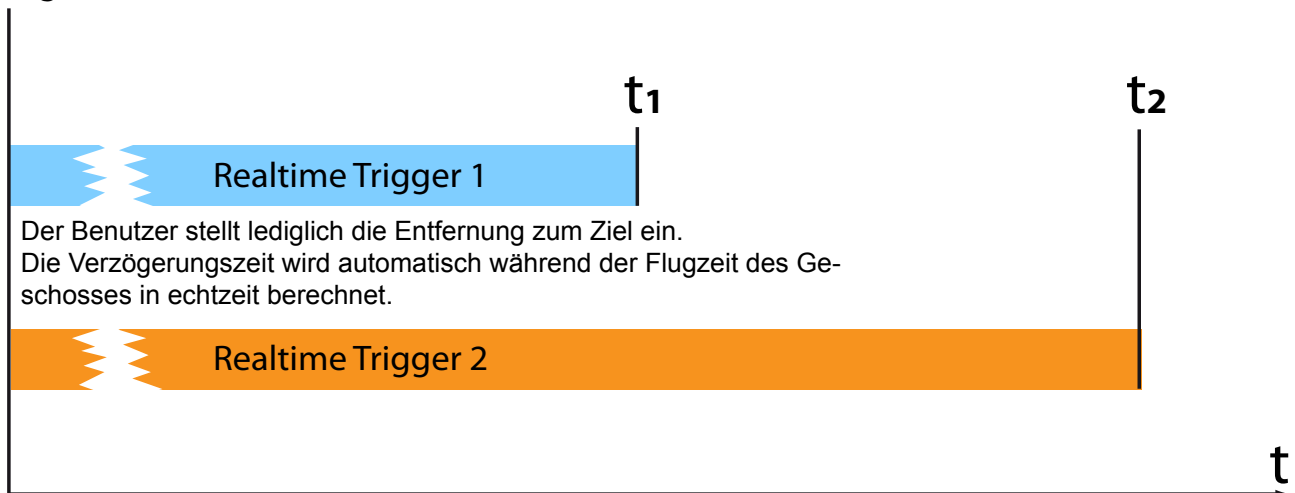 t1
t2
Realtime Trigger 1
Der Benutzer stellt lediglich die Entfernung zum Ziel ein.
Die Verzögerungszeit wird automatisch während der Flugzeit des Ge-
schosses in echtzeit berechnet.
Realtime Trigger 2
t